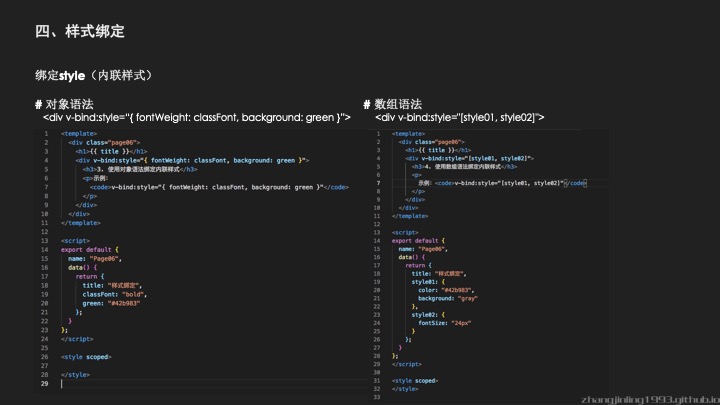 四、样式绑定
绑定style（内联样式）
# 对象语法
<div v-bind:style="{ fontWeight: classFont, background: green }">
1 <template>
2 <div class="page06">
3 <h1>{{ title }}</h1>
4 <div v-bind:style="{ fontWeight: classFont, background: green }">
5 <h3>3. 使用对象语法绑定内联样式</h3>
6 <p>示例：
7 <code>v-bind:style="{ fontWeight: classFont, background: green }"</code>
8 </p>
9 </div>
10 </div>
11 </template>
12
13 <script>
14 export default {
15 name: "Page06",
16 data() {
17 return {
18 title: "样式绑定",
19 classFont: "bold",
20 green: "#42b983"
21 };
22 }
23 };
24 </script>
25
26 <style scoped>
27
28 </style>
29
# 数组语法
<div v-bind:style="[style01, style02]">
1 <template>
2 <div class="page06">
3 <h1>{{ title }}</h1>
4 <div v-bind:style="[style01, style02]">
5 <h3>4. 使用数组语法绑定内联样式</h3>
6 <p>
7 示例: <code>v-bind:style="[style01, style02]"</code>
8 </p>
9 </div>
10 </div>
11 </template>
12
13 <script>
14 export default {
15 name: "Page06",
16 data() {
17 return {
18 title: "样式绑定",
19 style01: {
20 color: "#42b983",
21 background: "gray"
22 },
23 style02: {
24 fontSize: "24px"
25 }
26 };
27 }
28 };
29 </script>
30
31 <style scoped>
32 </style>
33
zhangjinling1993.github.io